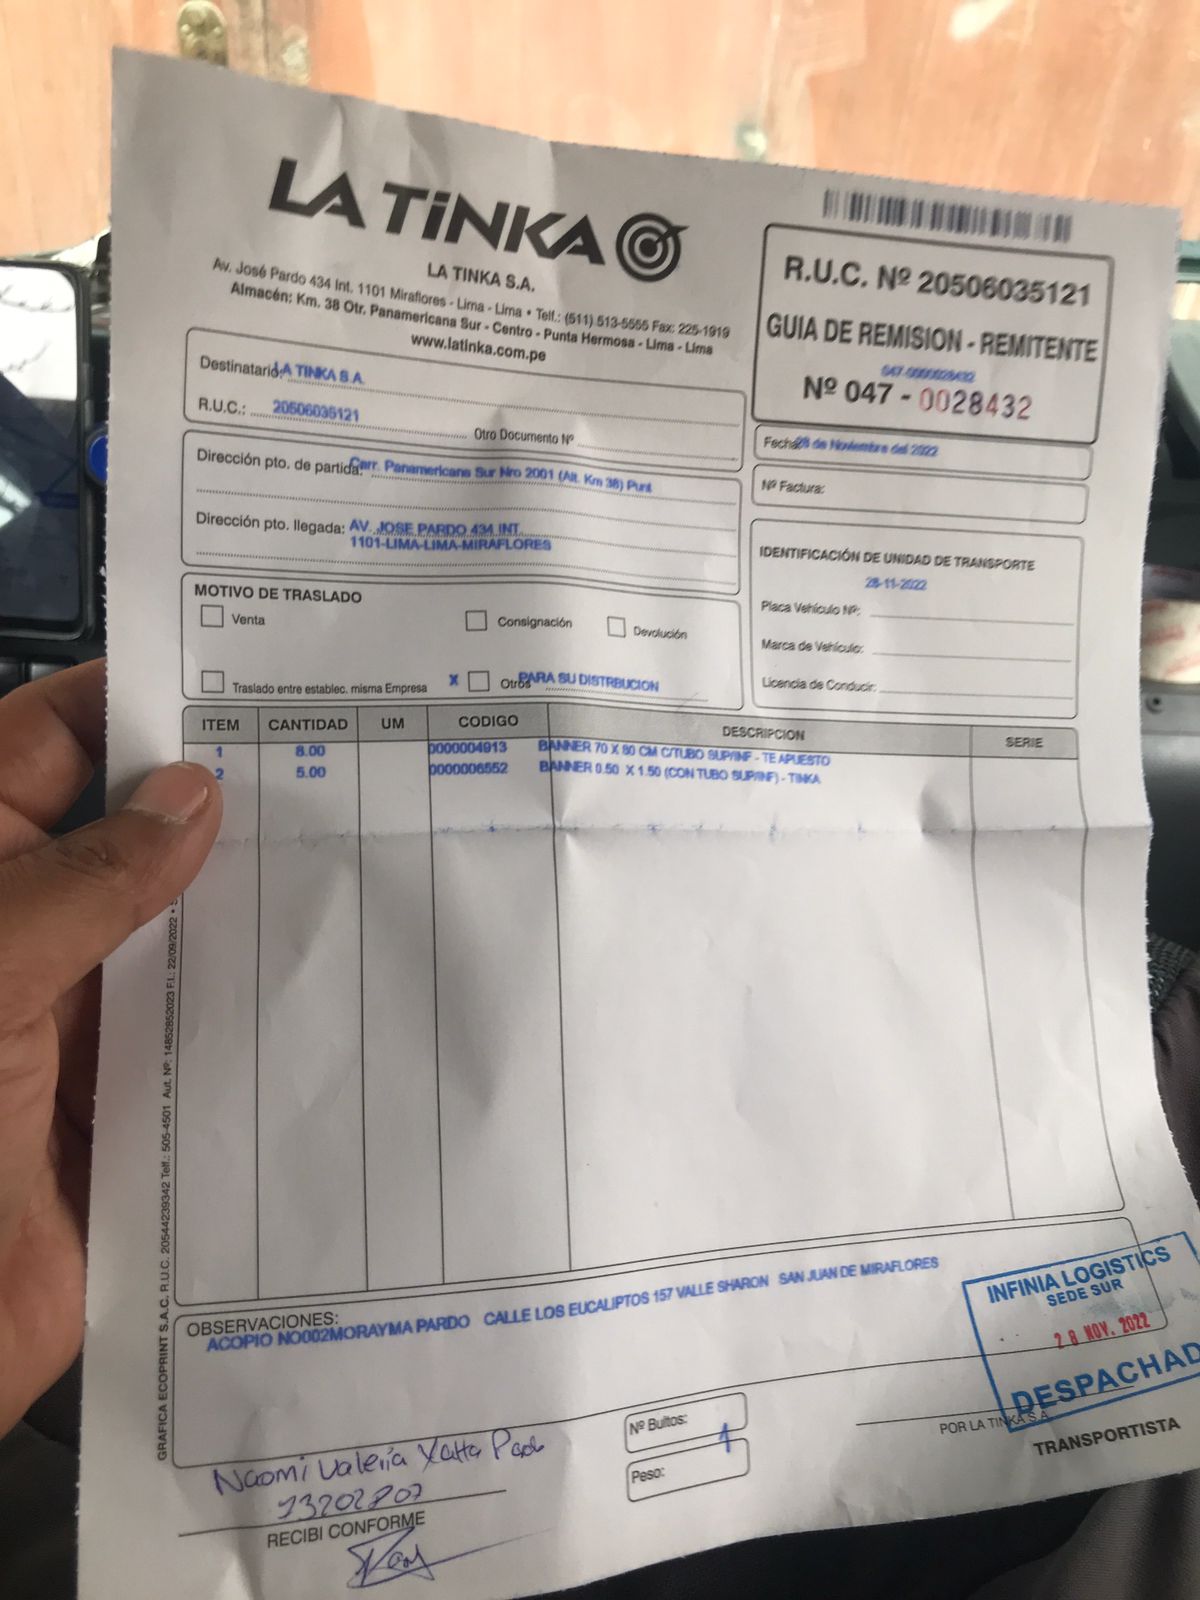 LA TiNKA
LA TINKA S.A.
Av. José Pardo 434 Int. 1101 Miraflores - Lima - Lima • Telf.: (511) 513-5555 Fax: 225-1919
Almacén: Km. 38 Otr. Panamericana Sur - Centro - Punta Hermosa - Lima - Lima
www.latinka.com.pe
R.U.C. Nº 20506035121
GUIA DE REMISION - REMITENTE
047-0000028432
Nº 047 - 0028432
Destinatario: LA TINKA S.A.
R.U.C.: 20506035121
Otro Documento Nº
Fecha: 28 de Noviembre del 2022
Nº Factura:
Dirección pto. de partida: Carr. Panamericana Sur Nro 2001 (Alt. Km 38) Punt
Dirección pto. llegada: AV. JOSE PARDO 434 INT.
1101-LIMA-LIMA-MIRAFLORES
IDENTIFICACIÓN DE UNIDAD DE TRANSPORTE
28-11-2022
Placa Vehículo Nº:
Marca de Vehículo:
Licencia de Conducir:
MOTIVO DE TRASLADO
Venta
Consignación
Devolución
Traslado entre establec. misma Empresa
X Otros PARA SU DISTRBUCION
ITEM CANTIDAD UM CODIGO DESCRIPCION SERIE
1 8.00 0000004913 BANNER 70 X 80 CM C/TUBO SUP/INF - TE APUESTO
2 5.00 0000006552 BANNER 0.50 X 1.50 (CON TUBO SUP/INF) - TINKA
GRAFICA ECOPRINT S.A.C. R.U.C. 20544239342 Telf.: 505-4501 Aut. Nº: 14852852023 F.I.: 22/09/2022 •
OBSERVACIONES:
ACOPIO NO002MORAYMA PARDO CALLE LOS EUCALIPTOS 157 VALLE SHARON SAN JUAN DE MIRAFLORES
INFINIA LOGISTICS
SEDE SUR
28 NOV. 2022
DESPACHAD
Nº Bultos: 1
Peso:
POR LA TINKA S.A.
TRANSPORTISTA
Naomi Valeria
RECIBI CONFORME